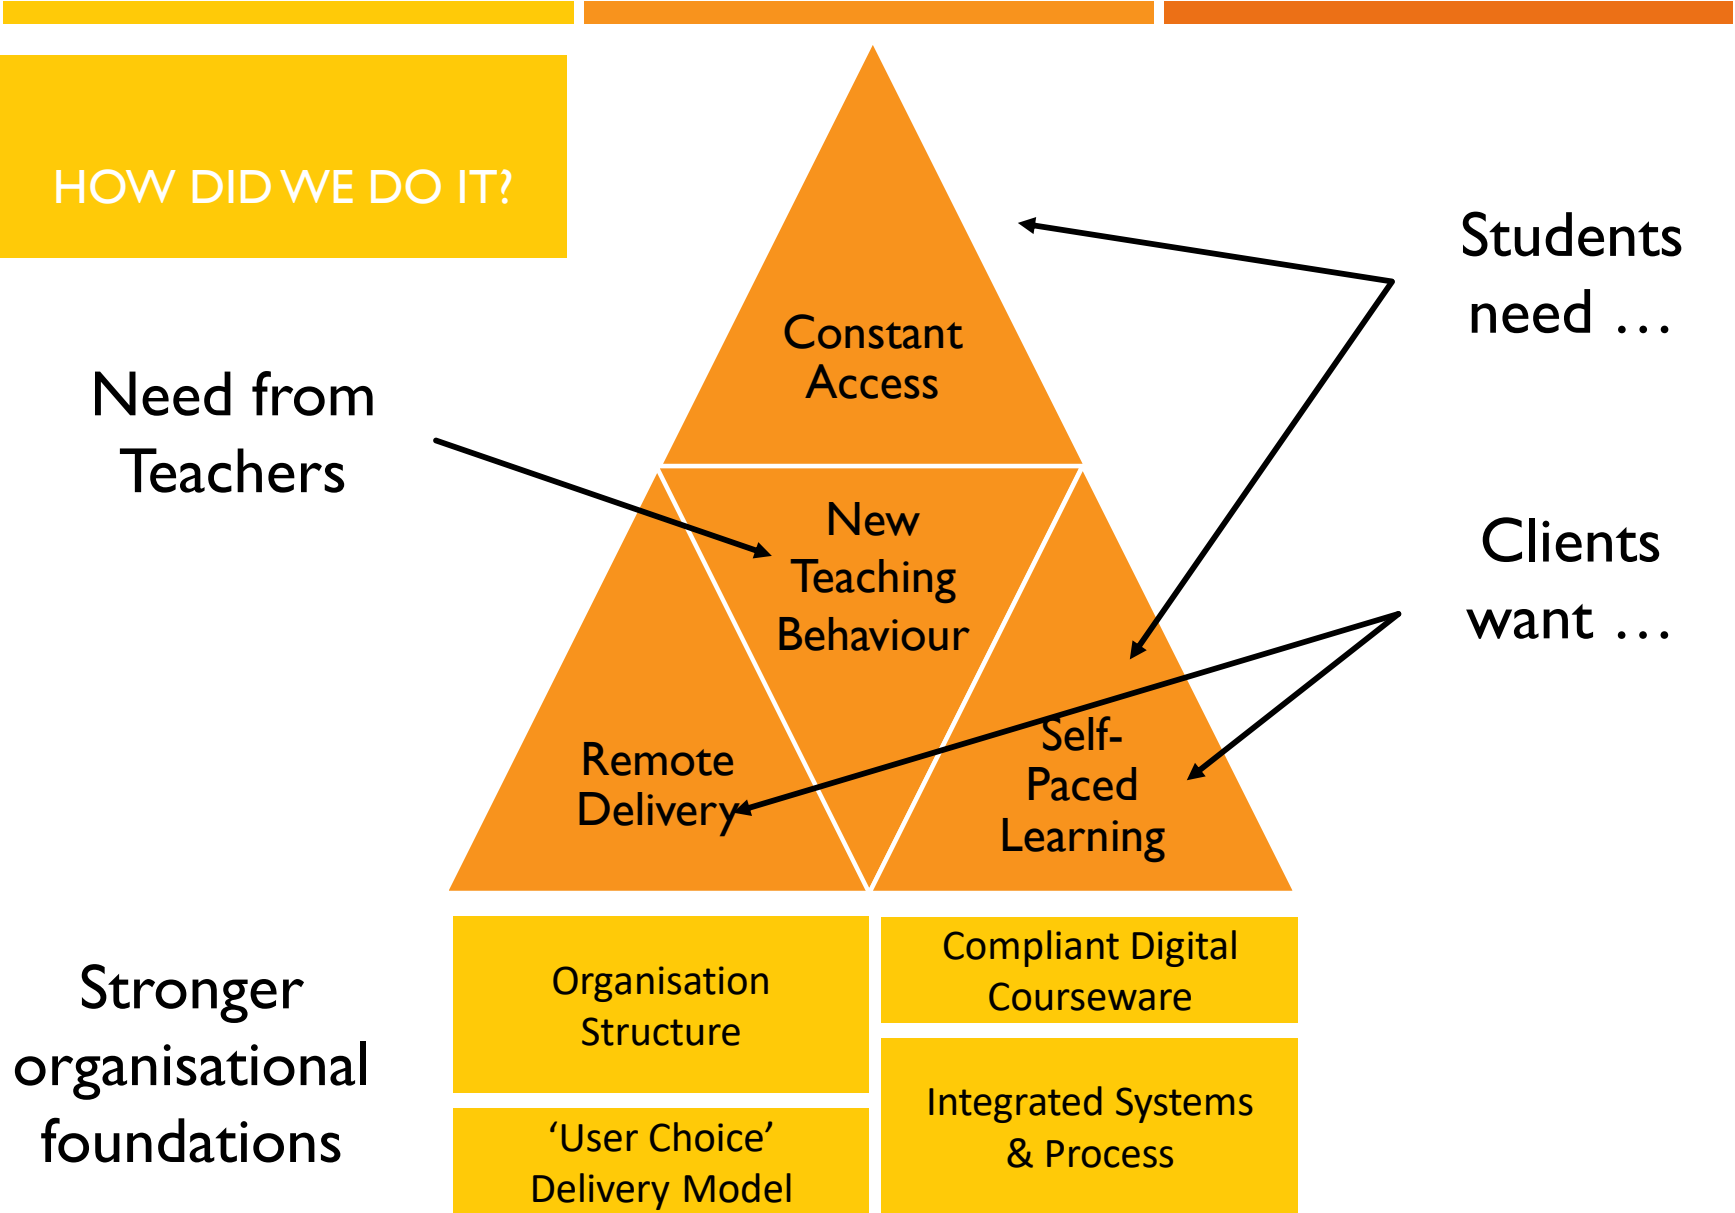 HOW DID WE DO IT?
Students
need …
Constant
Access
Need from
Teachers
New
Teaching
Behaviour
Clients
want …
Remote
Delivery
Self-
Paced
Learning
Stronger
organisational
foundations
Organisation
Structure
Compliant Digital
Courseware
‘User Choice’
Delivery Model
Integrated Systems
& Process